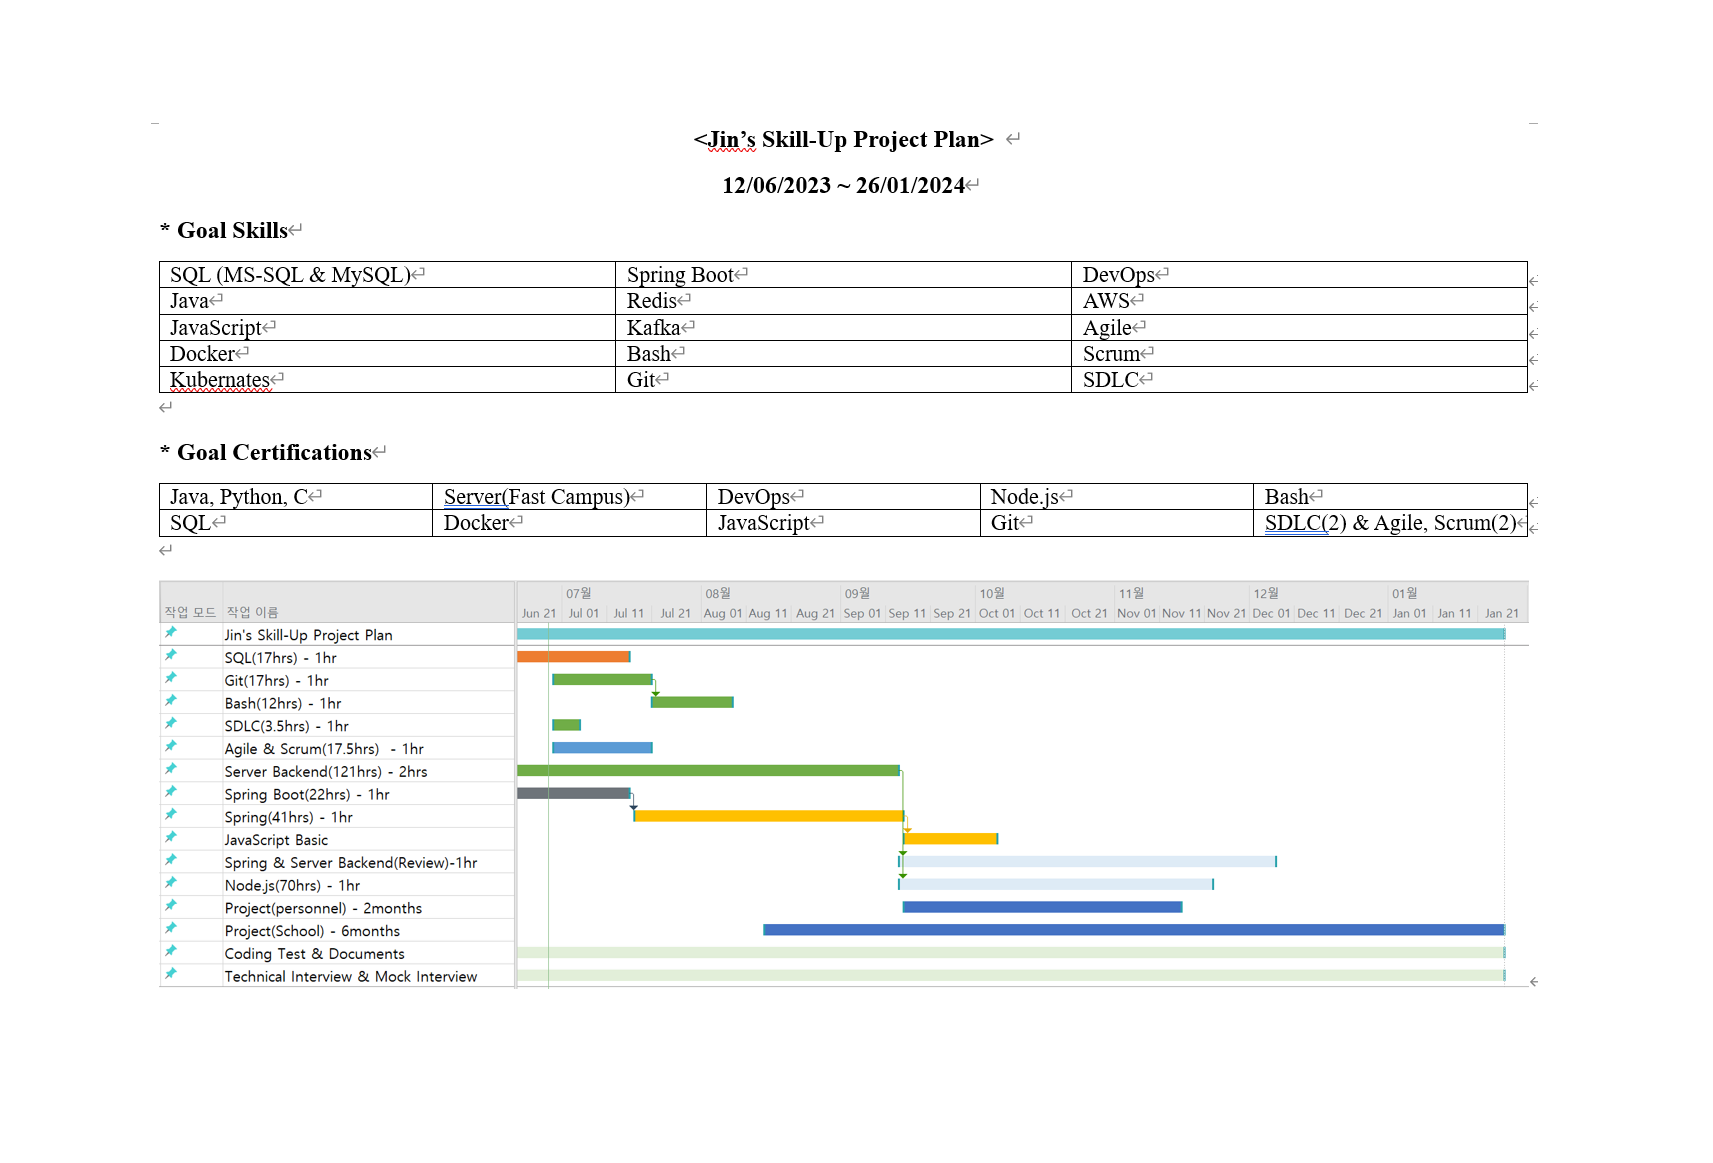 <Jin’s Skill-Up Project Plan>
12/06/2023 ~ 26/01/2024
* Goal Skills
SQL (MS-SQL & MySQL) Spring Boot DevOps
Java Redis AWS
JavaScript Kafka Agile
Docker Bash Scrum
Kubernates Git SDLC
* Goal Certifications
Java, Python, C Server(Fast Campus) DevOps Node.js Bash
SQL Docker JavaScript Git SDLC(2) & Agile, Scrum(2)
07월 08월 09월 10월 11월 12월 01월
작업 모드 작업 이름 Jun 21 Jul 01 Jul 11 Jul 21 Aug 01 Aug 11 Aug 21 Sep 01 Sep 11 Sep 21 Oct 01 Oct 11 Oct 21 Nov 01 Nov 11 Nov 21 Dec 01 Dec 11 Dec 21 Jan 01 Jan 11 Jan 21
Jin's Skill-Up Project Plan
SQL(17hrs) - 1hr
Git(17hrs) - 1hr
Bash(12hrs) - 1hr
SDLC(3.5hrs) - 1hr
Agile & Scrum(17.5hrs) - 1hr
Server Backend(121hrs) - 2hrs
Spring Boot(22hrs) - 1hr
Spring(41hrs) - 1hr
JavaScript Basic
Spring & Server Backend(Review)-1hr
Node.js(70hrs) - 1hr
Project(personnel) - 2months
Project(School) - 6months
Coding Test & Documents
Technical Interview & Mock Interview